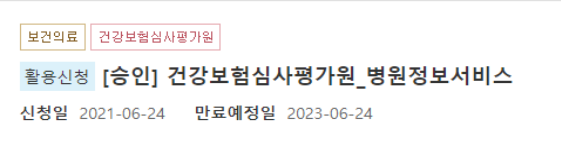 보건의료 건강보험심사평가원
활용신청 [승인] 건강보험심사평가원_병원정보서비스
신청일 2021-06-24 만료예정일 2023-06-24